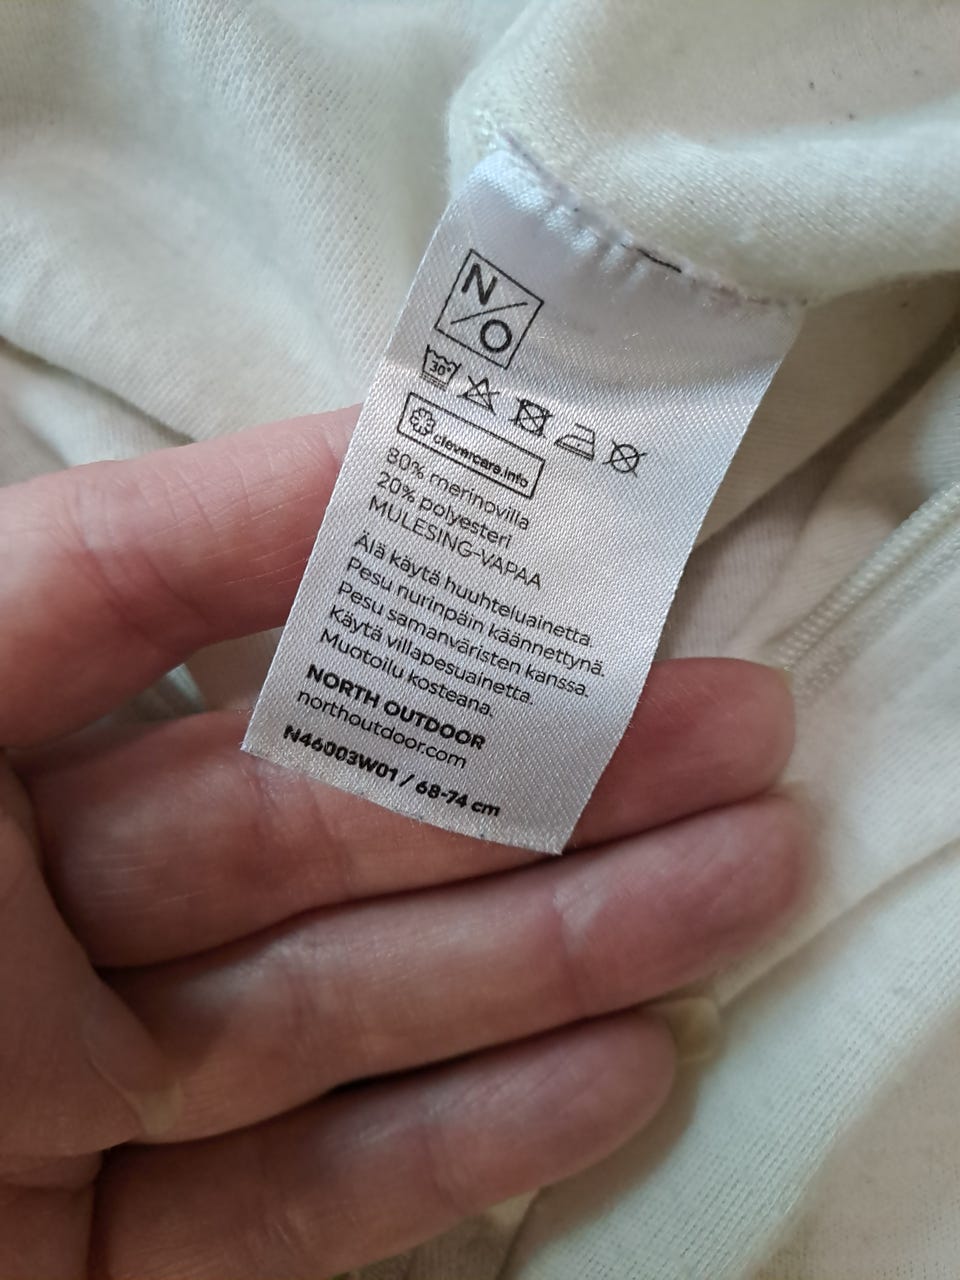 N/O
30°
clevercare.info
80% merinovilla
20% polyesteri
MULESING-VAPAA
Älä käytä huuhteluainetta.
Pesu nurinpäin käännettynä.
Pesu samanväristen kanssa.
Käytä villapesuainetta.
Muotoilu kosteana.
NORTH OUTDOOR
northoutdoor.com
N46003W01 / 68-74 cm